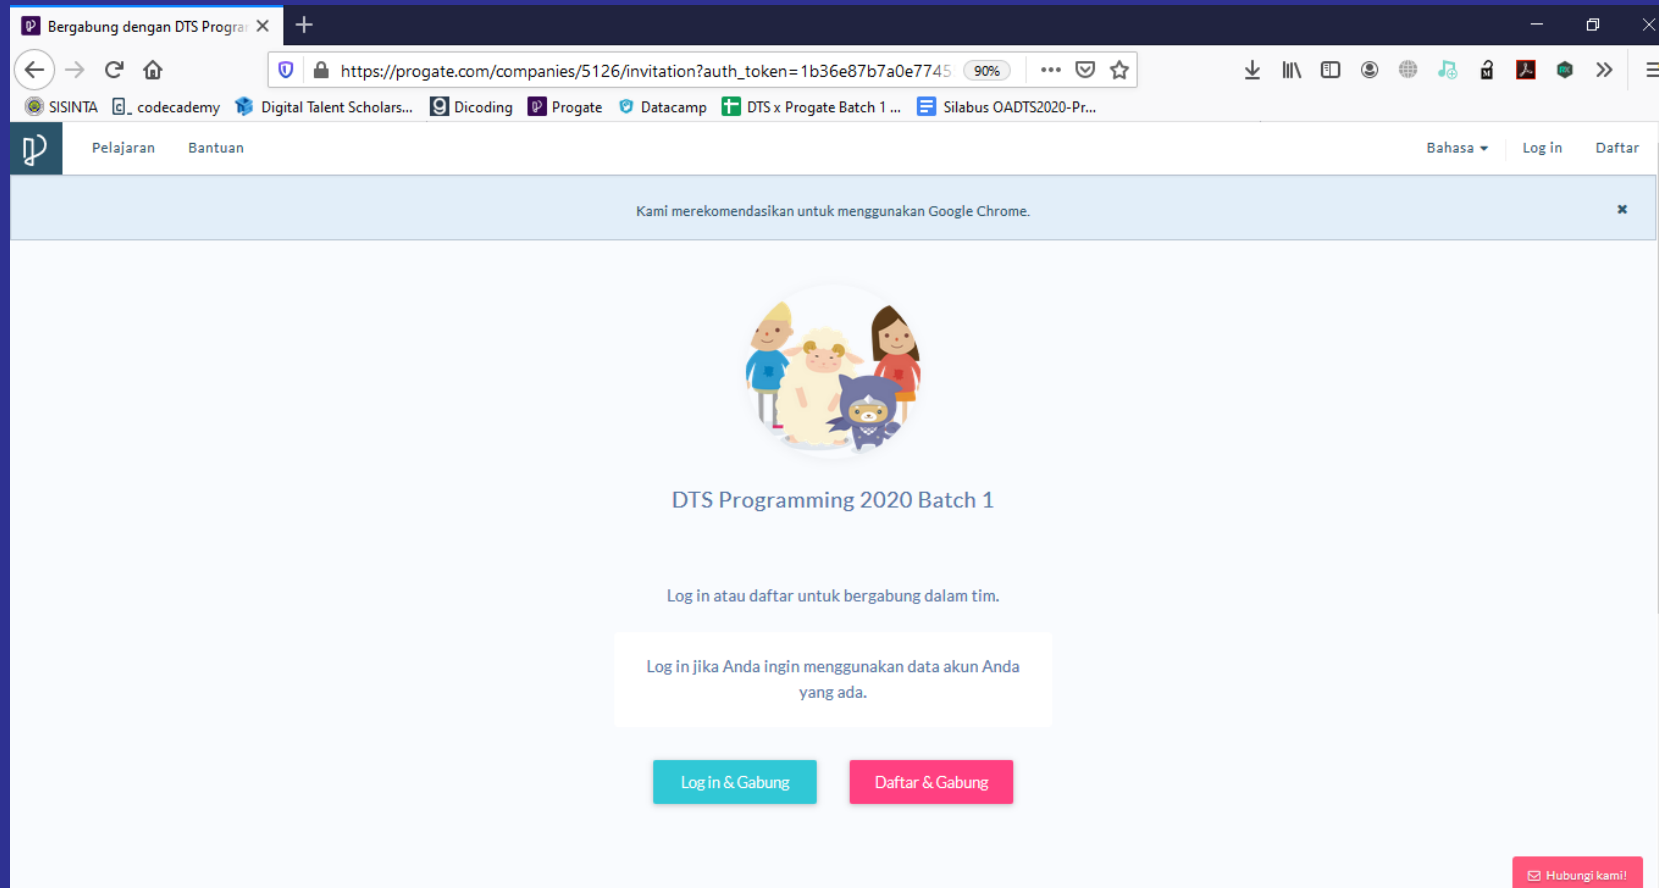 Bergabung dengan DTS Progra
https://progate.com/companies/5126/invitation?auth_token=1b36e87b7a0e7745 90%
SISINTA codecademy Digital Talent Scholars... Dicoding Progate Datacamp DTS x Progate Batch 1 ... Silabus OADTS2020-Pr...
Pelajaran Bantuan Bahasa Log in Daftar
Kami merekomendasikan untuk menggunakan Google Chrome.
DTS Programming 2020 Batch 1
Log in atau daftar untuk bergabung dalam tim.
Log in jika Anda ingin menggunakan data akun Anda
yang ada.
Log in & Gabung Daftar & Gabung
Hubungi kami!